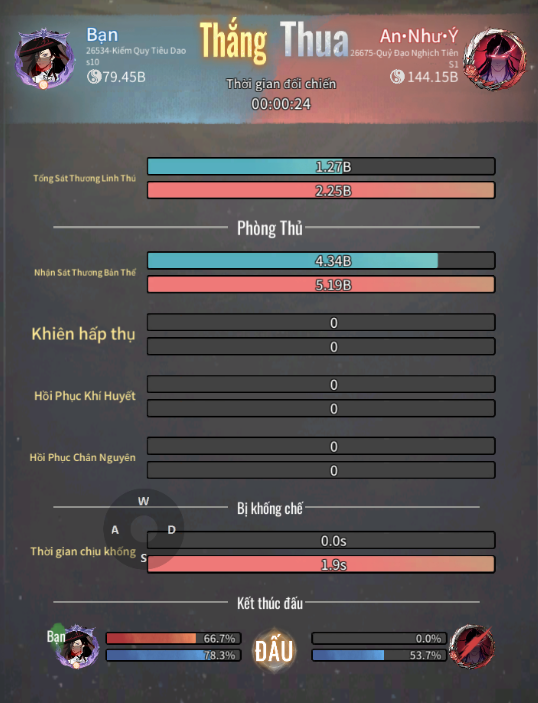 Bạn
26534-Kiếm Quy Tiêu Dao
s10
79.45B
Thắng Thua
An•Như•Ý
26675-Quỷ Đạo Nghịch Tiên
S1
144.15B
Thời gian đối chiến
00:00:24
Tổng Sát Thương Linh Thú
1.27B
2.25B
Phòng Thủ
Nhận Sát Thương Bản Thể
4.34B
5.19B
Khiên hấp thụ
0
0
Hồi Phục Khí Huyết
0
0
Hồi Phục Chân Nguyên
0
0
Bị khống chế
W
A D
S
Thời gian chịu khống
0.0s
1.9s
Kết thúc đấu
Bạn
66.7%
78.3%
ĐẤU
0.0%
53.7%